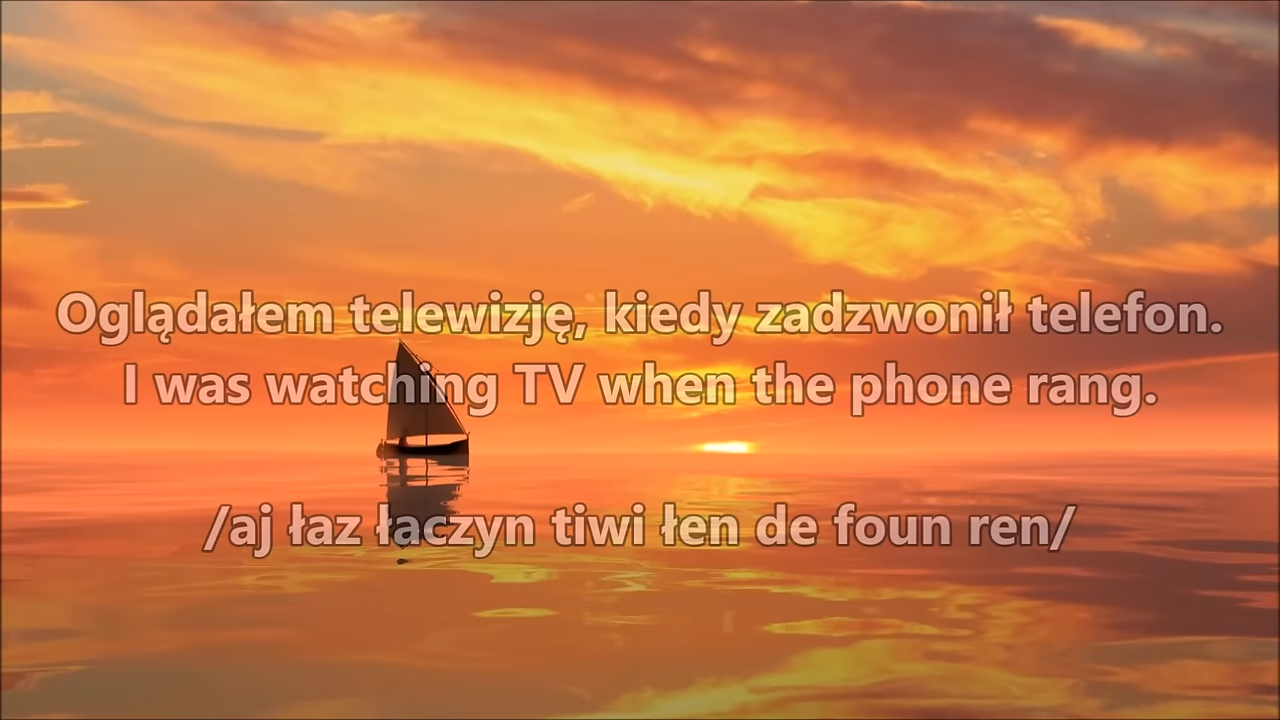 Oglądałem telewizję, kiedy zadzwonił telefon.
I was watching TV when the phone rang.
/aj łaz łaczyn tiwi łen de foun ren/